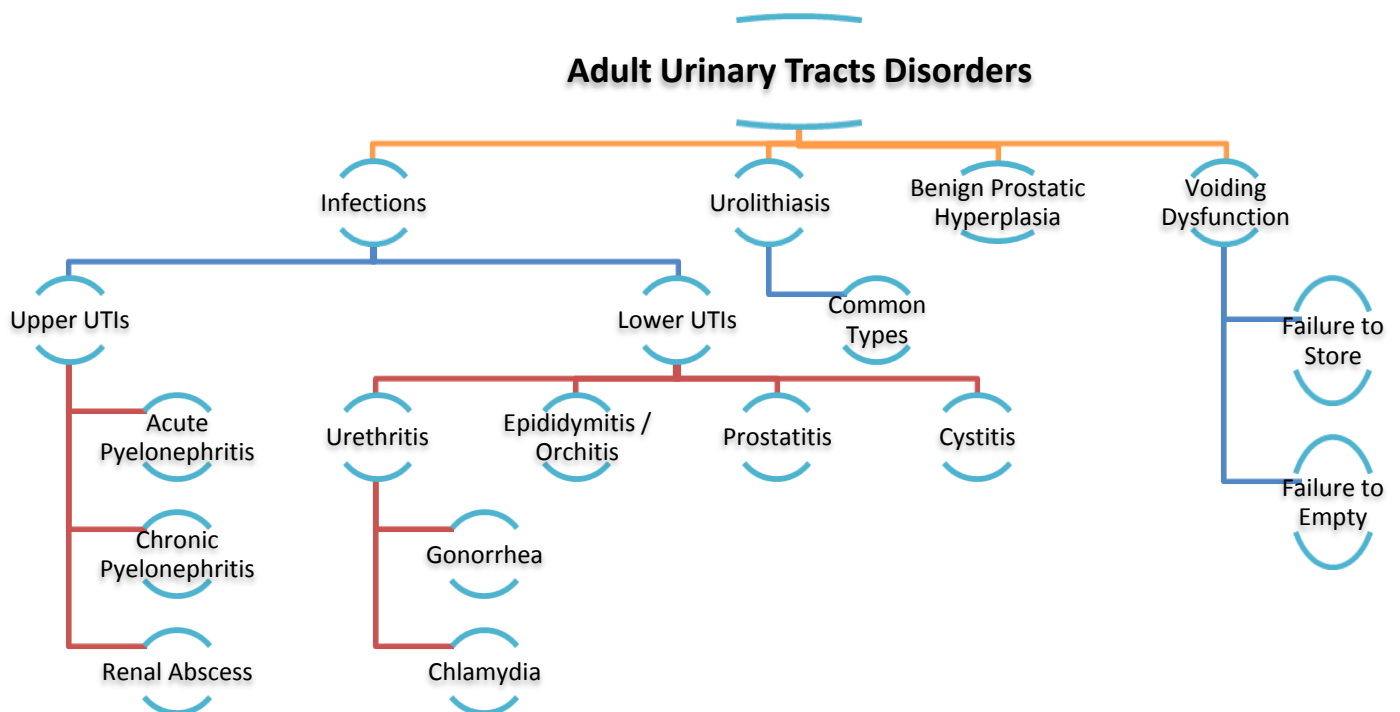 Adult Urinary Tracts Disorders
Infections
Urolithiasis
Benign Prostatic
Hyperplasia
Voiding
Dysfunction
Upper UTIs
Lower UTIs
Common
Types
Failure to
Store
Acute
Pyelonephritis
Urethritis
Epididymitis /
Orchitis
Prostatitis
Cystitis
Failure to
Empty
Chronic
Pyelonephritis
Gonorrhea
Renal Abscess
Chlamydia